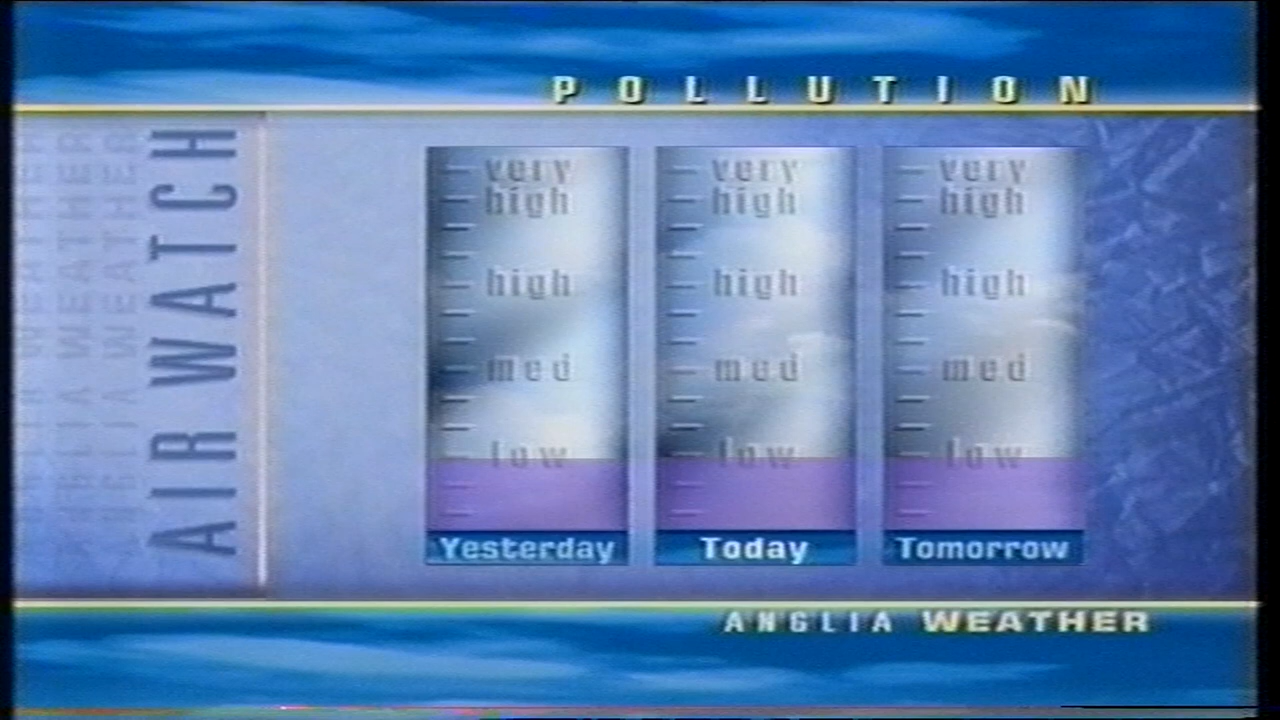 POLLUTION
AIR WATCH
very high
high
med
low
Yesterday
very high
high
med
low
Today
very high
high
med
low
Tomorrow
ANGLIA WEATHER